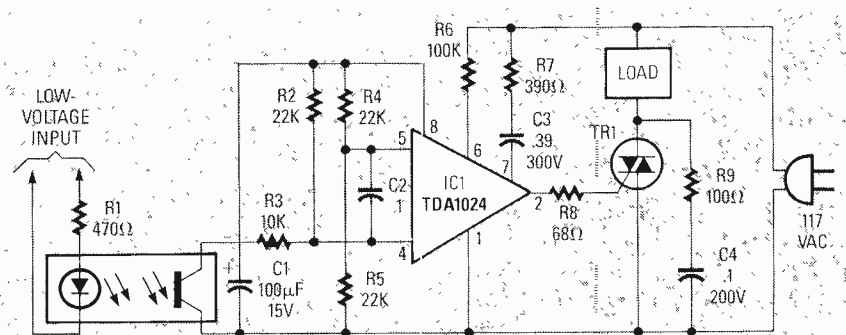 LOW-
VOLTAGE
INPUT
R1
470Ω
R2
22K
R3
10K
C1
100µF
15V
+
R4
22K
C2
.1
R5
22K
5
8
4
IC1
TDA1024
6
7
2
1
R6
100K
R7
390Ω
C3
.39
300V
R8
68Ω
TR1
LOAD
R9
100Ω
C4
.1
200V
117
VAC